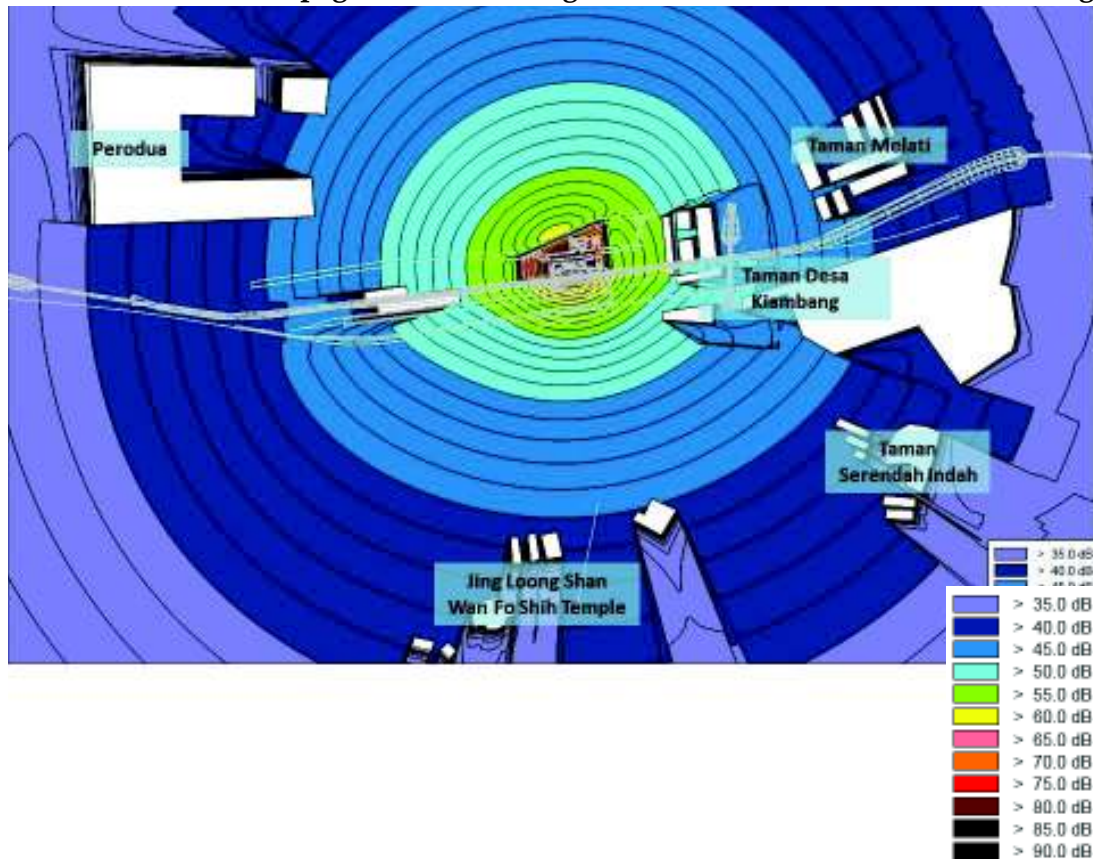 Perodua
Taman Melati
Taman Desa
Kiambang
Taman
Serendah Indah
Jing Loong Shan
Wan Fo Shih Temple
> 35.0 dB
> 40.0 dB
> 35.0 dB
> 40.0 dB
> 45.0 dB
> 50.0 dB
> 55.0 dB
> 60.0 dB
> 65.0 dB
> 70.0 dB
> 75.0 dB
> 80.0 dB
> 85.0 dB
> 90.0 dB